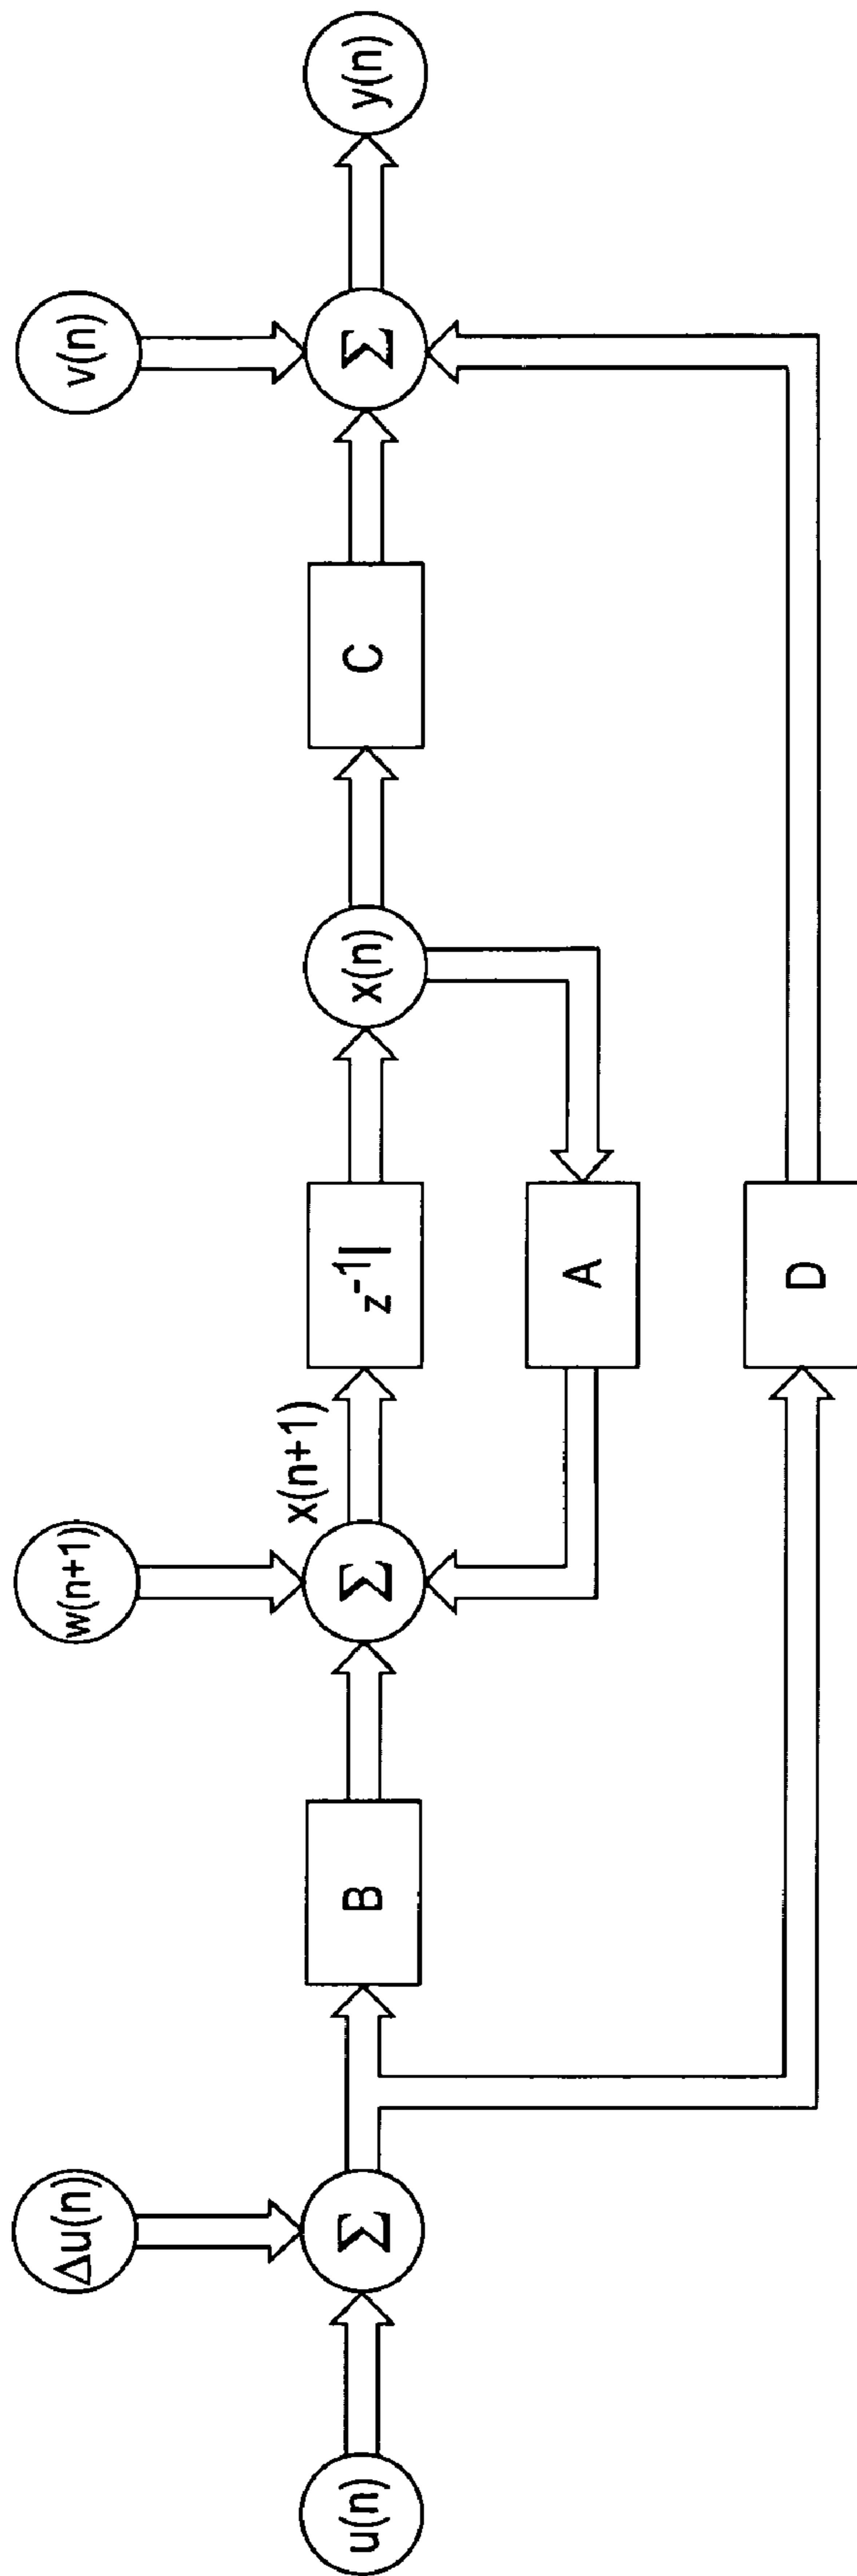 Δu(n)
w(n+1)
v(n)
u(n)
Σ
B
Σ
x(n+1)
z⁻¹I
x(n)
C
Σ
y(n)
A
D